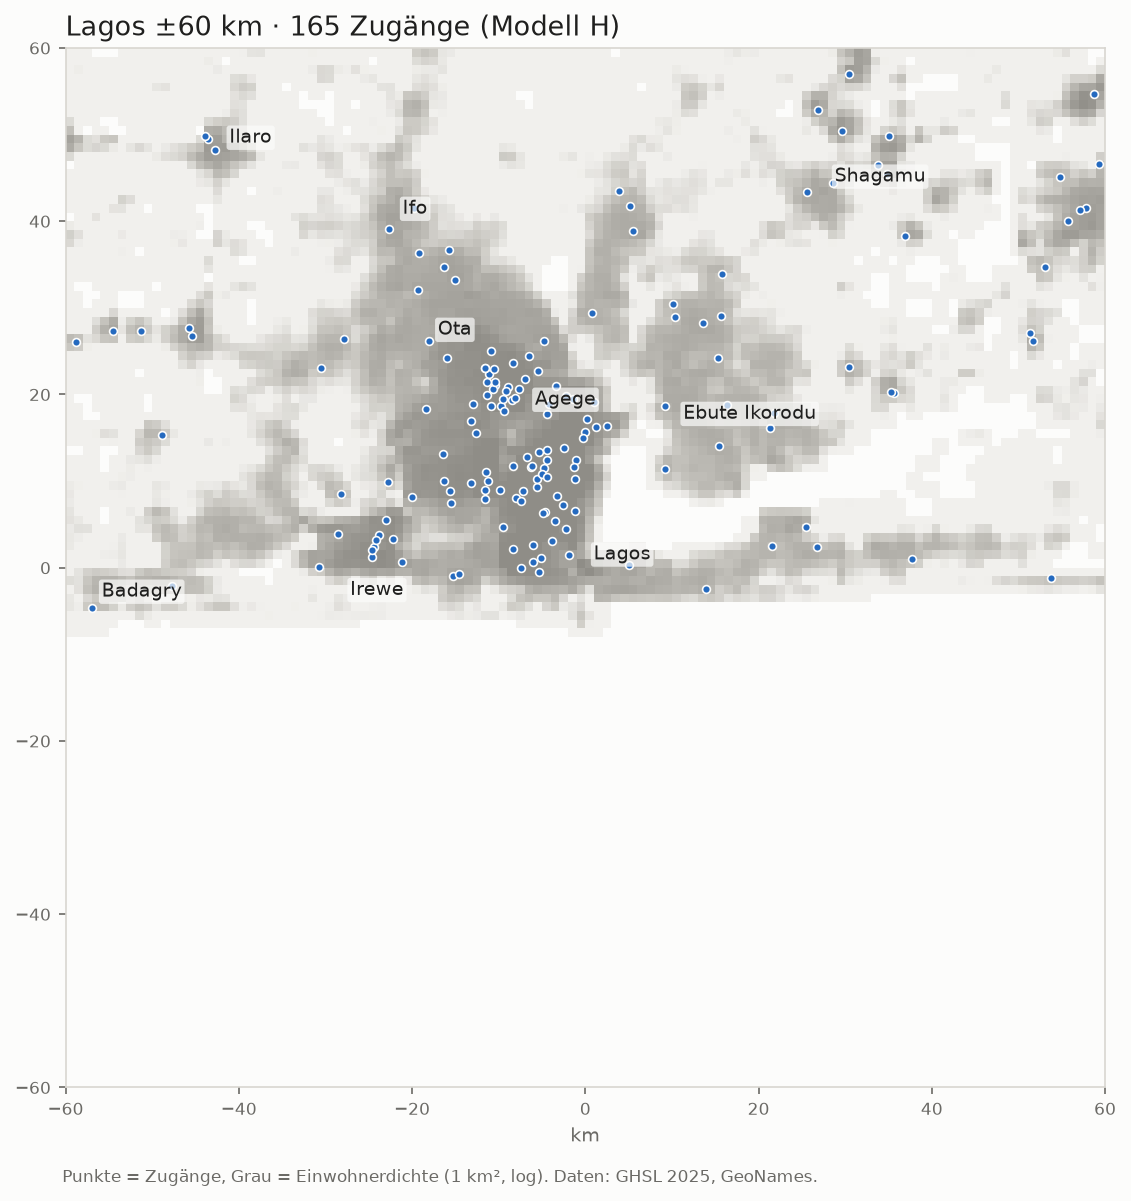 Lagos ±60 km · 165 Zugänge (Modell H)
60
40
20
0
−20
−40
−60
Ilaro
Shagamu
Ifo
Ota
Agege
Ebute Ikorodu
Lagos
Badagry
Irewe
−60
−40
−20
0
20
40
60
km
Punkte = Zugänge, Grau = Einwohnerdichte (1 km², log). Daten: GHSL 2025, GeoNames.